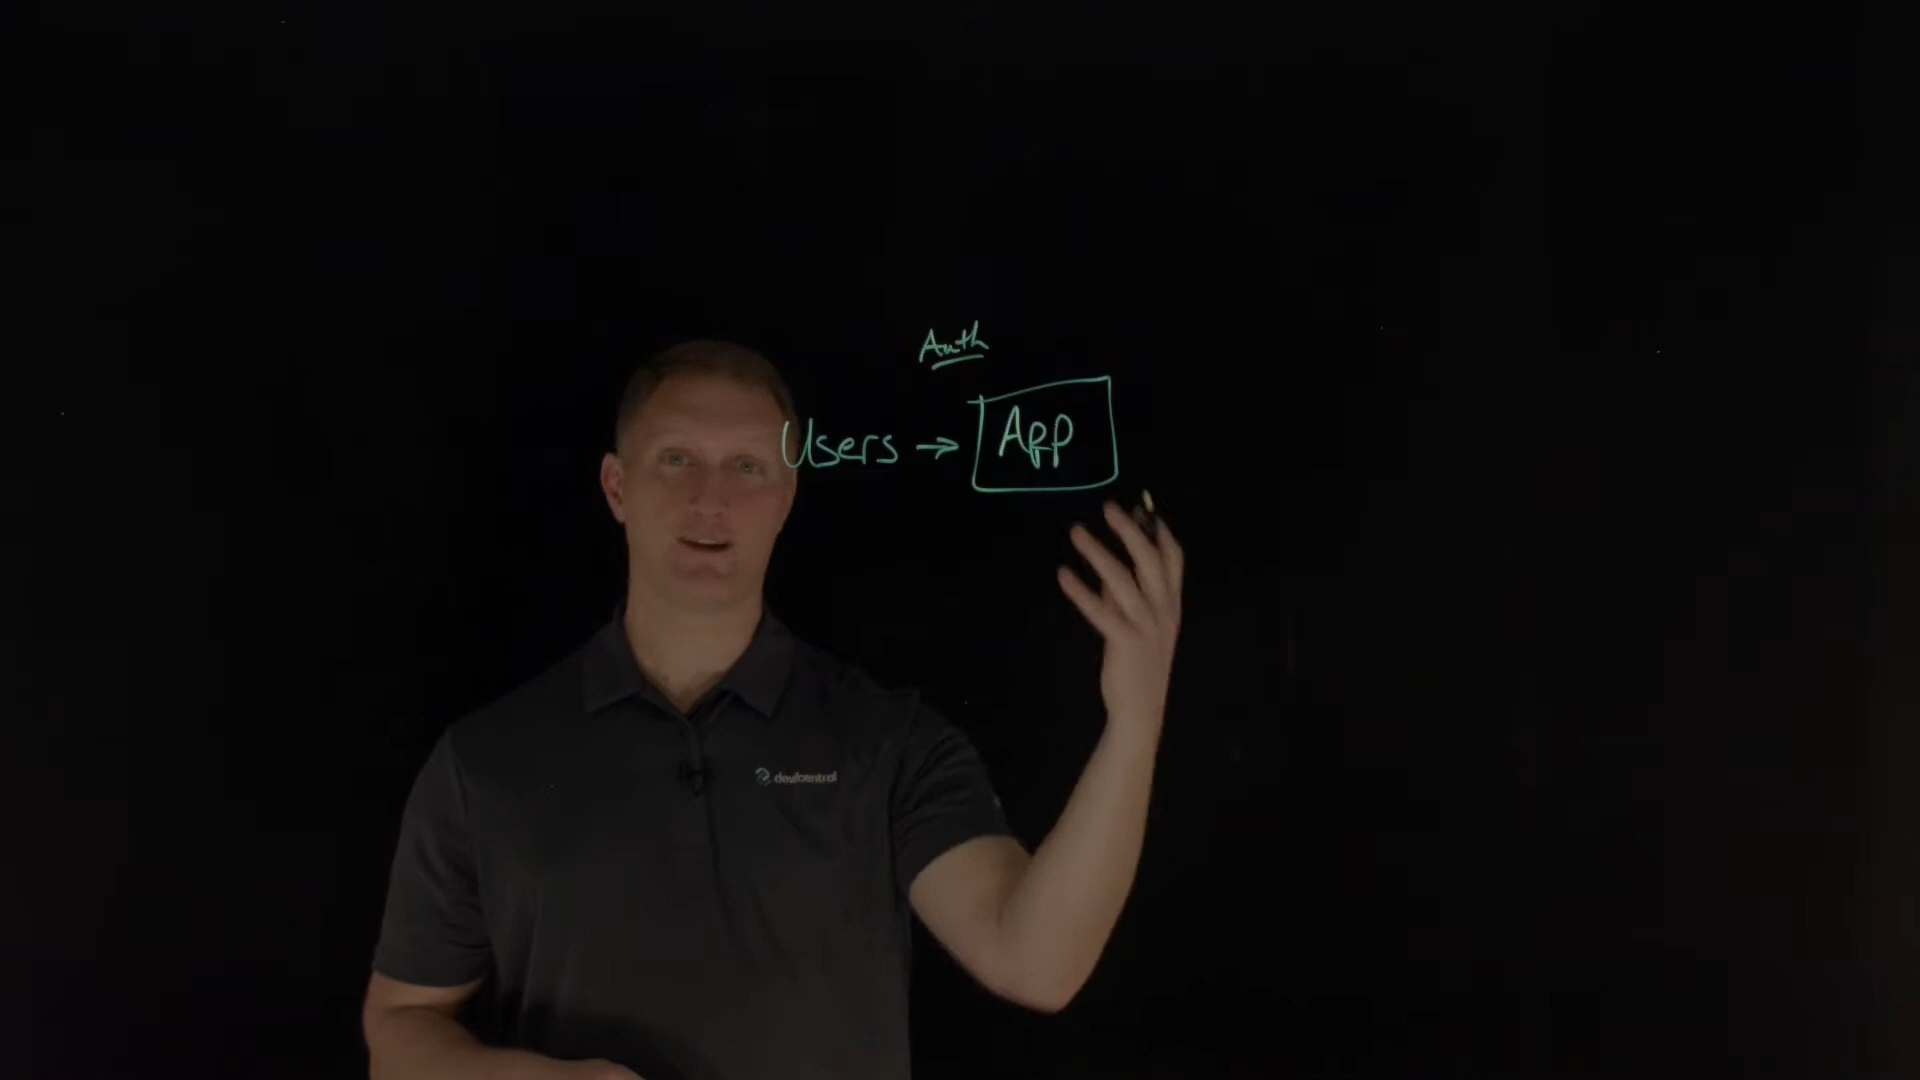 Auth
Users → App
devcentral